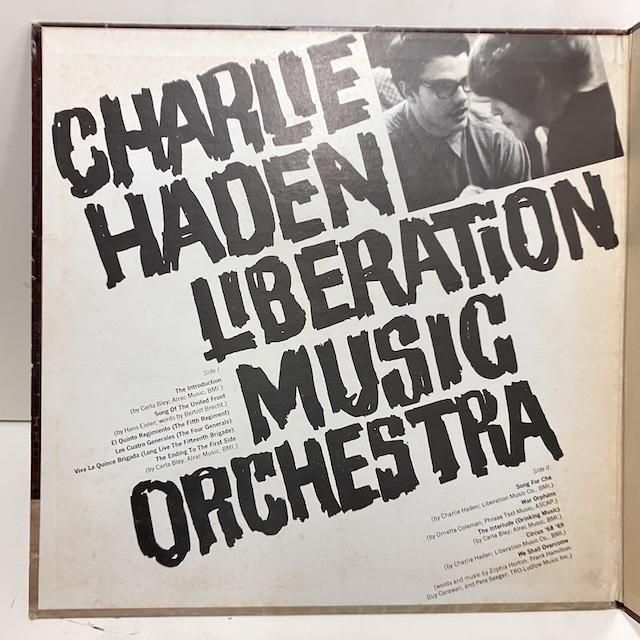 CHARLIE
HADEN
LIBERATION
MUSIC
ORCHESTRA
Side I
The Introduction
(by Carla Bley; Alrac Music, BMI.)
Song Of The United Front
(by Hans Eisler; words by Bertolt Brecht.)
El Quinto Regimiento (The Fifth Regiment)
Los Cuatro Generales (The Four Generals)
Viva La Quince Brigada (Long Live The Fifteenth Brigade)
The Ending To The First Side
(by Carla Bley; Alrac Music, BMI.)
Side II
Song For Ché
(by Charlie Haden; Liberation Music Co., BMI.)
War Orphans
(by Ornette Coleman; Phrase Text Music, ASCAP.)
The Interlude (Drinking Music)
(by Carla Bley; Alrac Music, BMI.)
Circus '68 '69
(by Charlie Haden; Liberation Music Co., BMI.)
We Shall Overcome
(words and music by Zilphia Horton, Frank Hamilton,
Guy Carawan, and Pete Seeger; TRO-Ludlow Music Inc.)